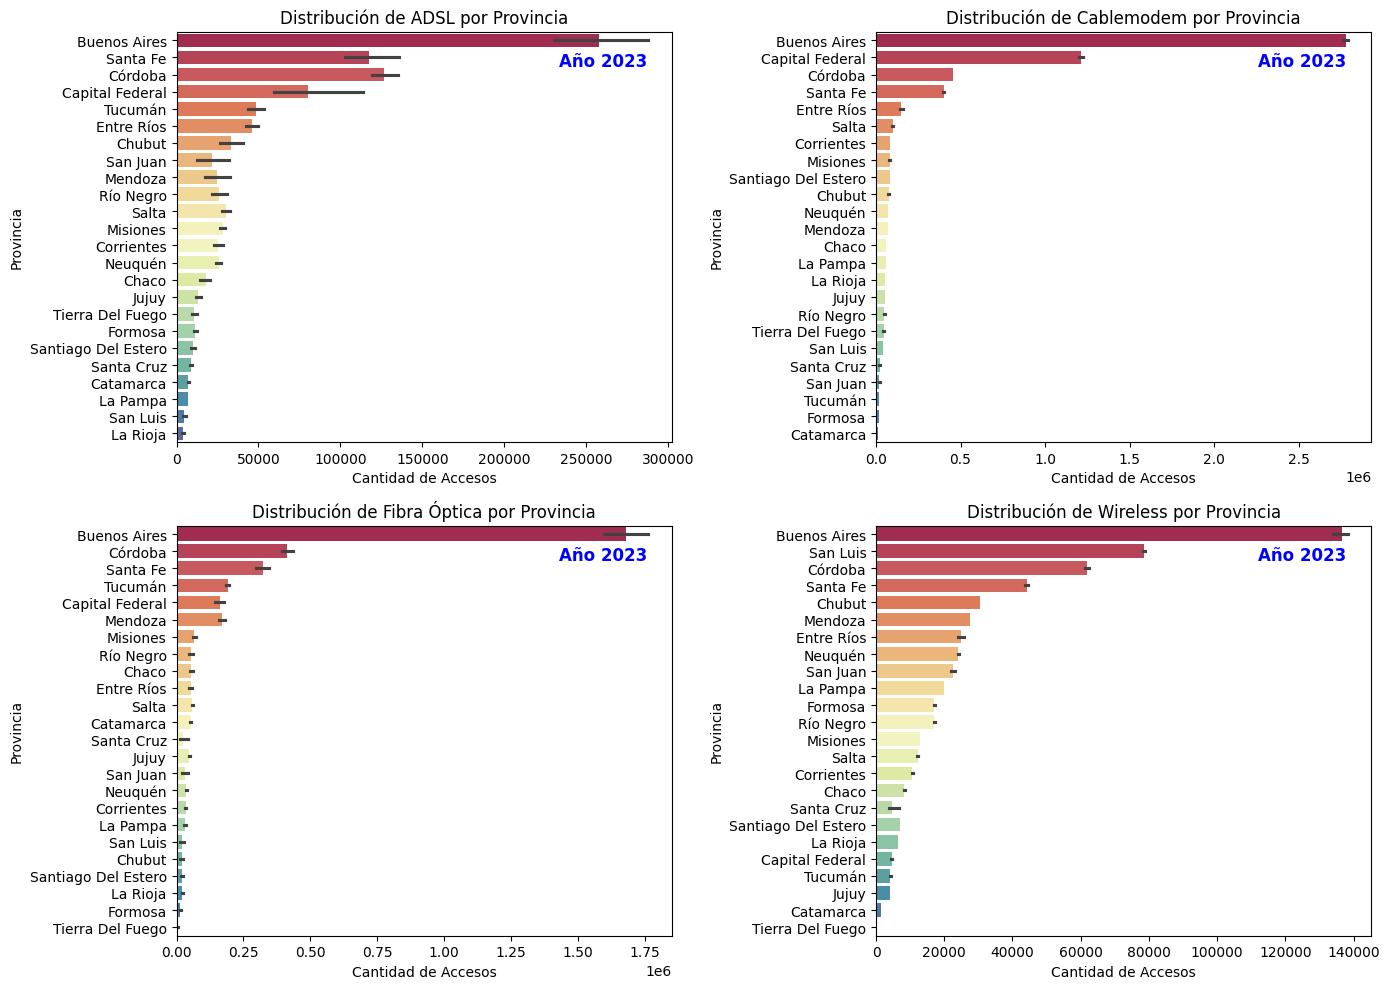 Distribución de ADSL por Provincia
Año 2023
Provincia
Buenos Aires
Santa Fe
Córdoba
Capital Federal
Tucumán
Entre Ríos
Chubut
San Juan
Mendoza
Río Negro
Salta
Misiones
Corrientes
Neuquén
Chaco
Jujuy
Tierra Del Fuego
Formosa
Santiago Del Estero
Santa Cruz
Catamarca
La Pampa
San Luis
La Rioja
0 50000 100000 150000 200000 250000 300000
Cantidad de Accesos
Distribución de Cablemodem por Provincia
Año 2023
Provincia
Buenos Aires
Capital Federal
Córdoba
Santa Fe
Entre Ríos
Salta
Corrientes
Misiones
Santiago Del Estero
Chubut
Neuquén
Mendoza
Chaco
La Pampa
La Rioja
Jujuy
Río Negro
Tierra Del Fuego
San Luis
Santa Cruz
San Juan
Tucumán
Formosa
Catamarca
0.0 0.5 1.0 1.5 2.0 2.5
1e6
Cantidad de Accesos
Distribución de Fibra Óptica por Provincia
Año 2023
Provincia
Buenos Aires
Córdoba
Santa Fe
Tucumán
Capital Federal
Mendoza
Misiones
Río Negro
Chaco
Entre Ríos
Salta
Catamarca
Santa Cruz
Jujuy
San Juan
Neuquén
Corrientes
La Pampa
San Luis
Chubut
Santiago Del Estero
La Rioja
Formosa
Tierra Del Fuego
0.00 0.25 0.50 0.75 1.00 1.25 1.50 1.75
1e6
Cantidad de Accesos
Distribución de Wireless por Provincia
Año 2023
Provincia
Buenos Aires
San Luis
Córdoba
Santa Fe
Chubut
Mendoza
Entre Ríos
Neuquén
San Juan
La Pampa
Formosa
Río Negro
Misiones
Salta
Corrientes
Chaco
Santa Cruz
Santiago Del Estero
La Rioja
Capital Federal
Tucumán
Jujuy
Catamarca
Tierra Del Fuego
0 20000 40000 60000 80000 100000 120000 140000
Cantidad de Accesos